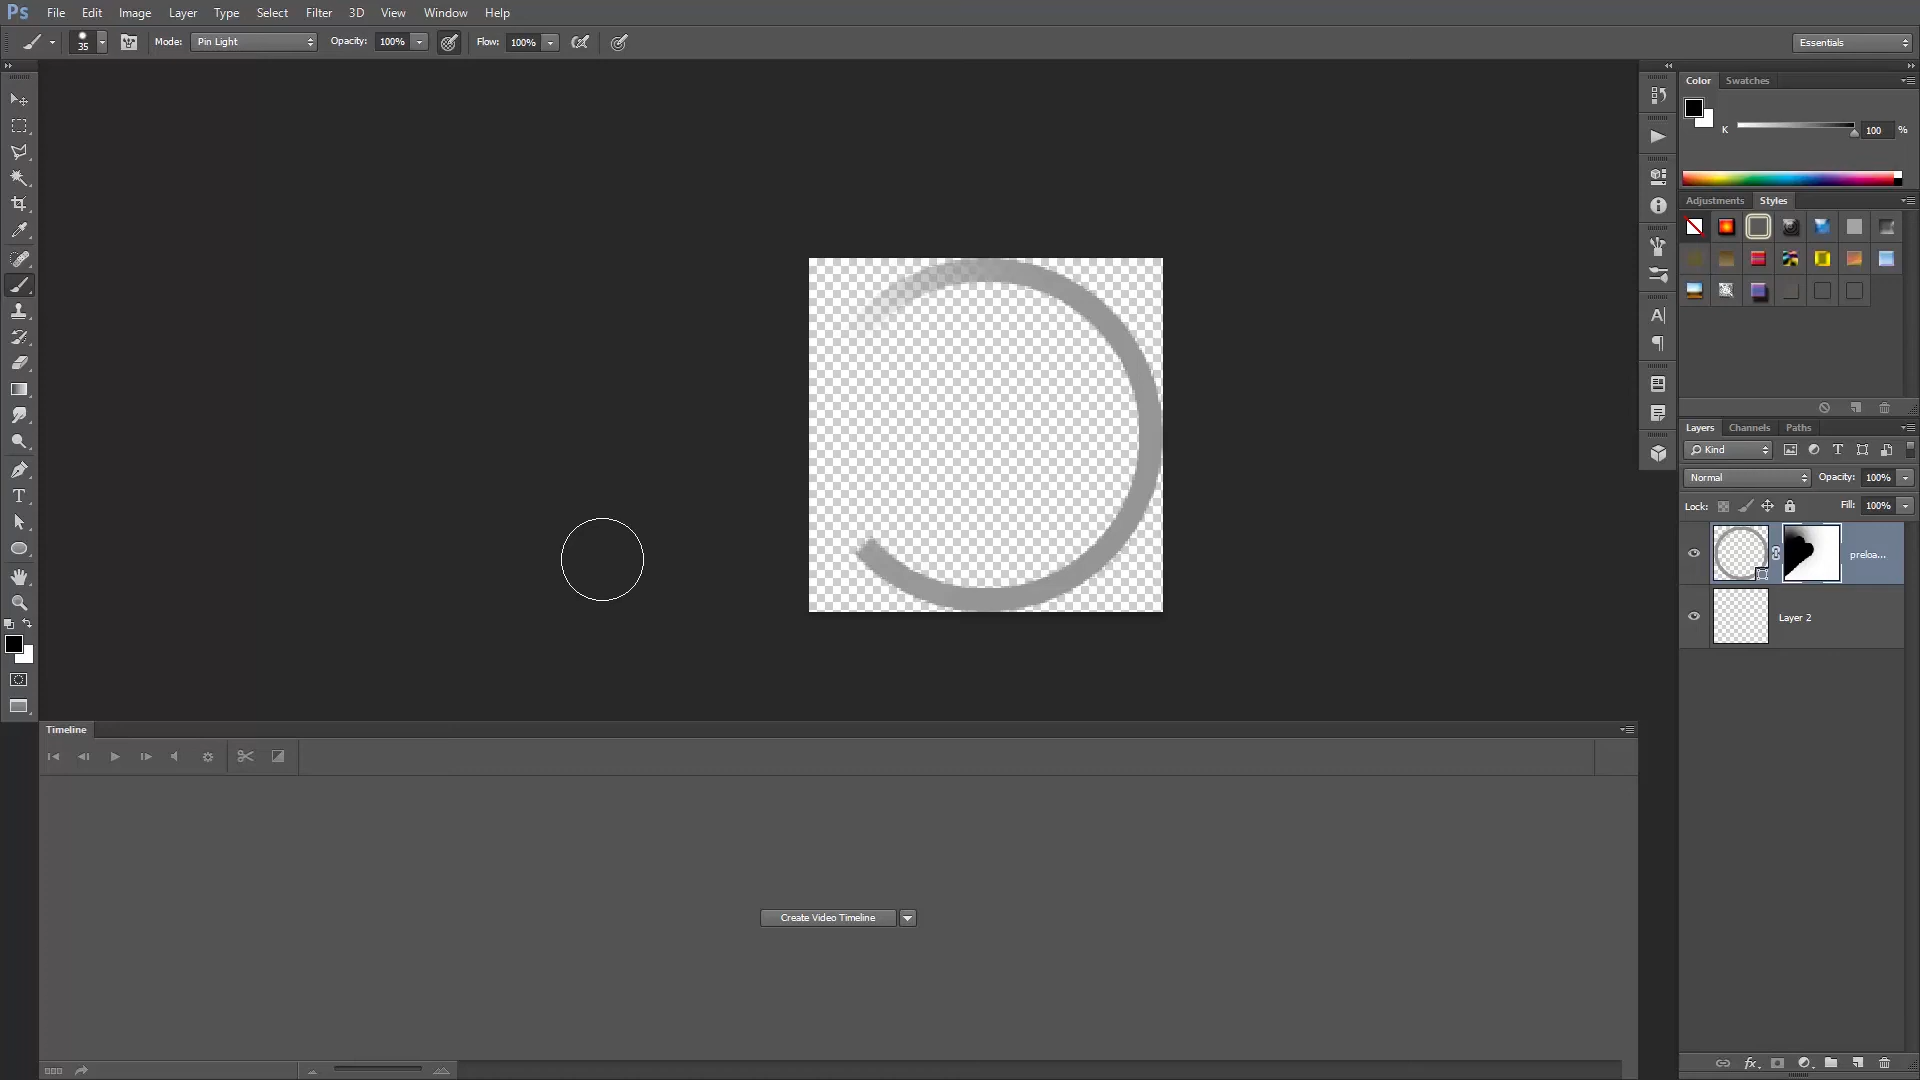 Ps File Edit Image Layer Type Select Filter 3D View Window Help
35 Mode: Pin Light Opacity: 100% Flow: 100% Essentials
Color Swatches
K 100 %
Adjustments Styles
Layers Channels Paths
Kind
Normal Opacity: 100%
Lock: Fill: 100%
preloa...
Layer 2
Timeline
Create Video Timeline